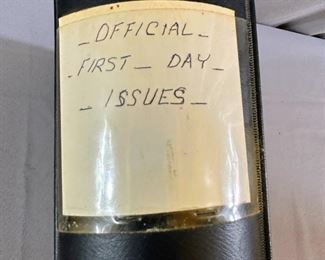 _ OFFICIAL _
_ FIRST _ DAY _
_ ISSUES _